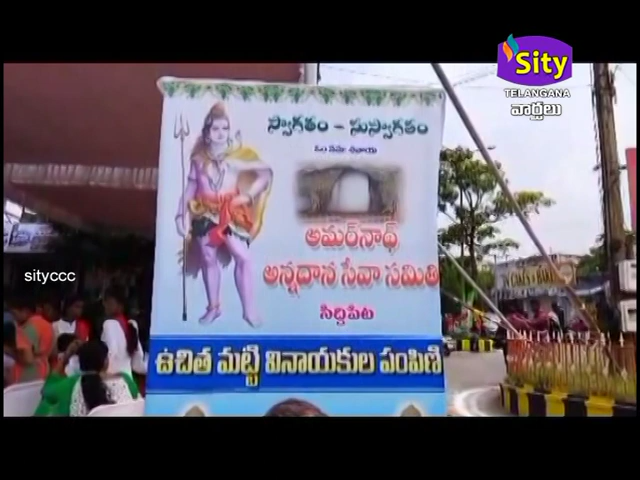 Sity
TELANGANA
వార్తలు
స్వాగతం - సుస్వాగతం
ఓం నమః శివాయ
అమర్‌నాథ్
అన్నదాన సేవా సమితి
సిద్దిపేట
ఉచిత మట్టి వినాయకుల పంపిణి
sityccc